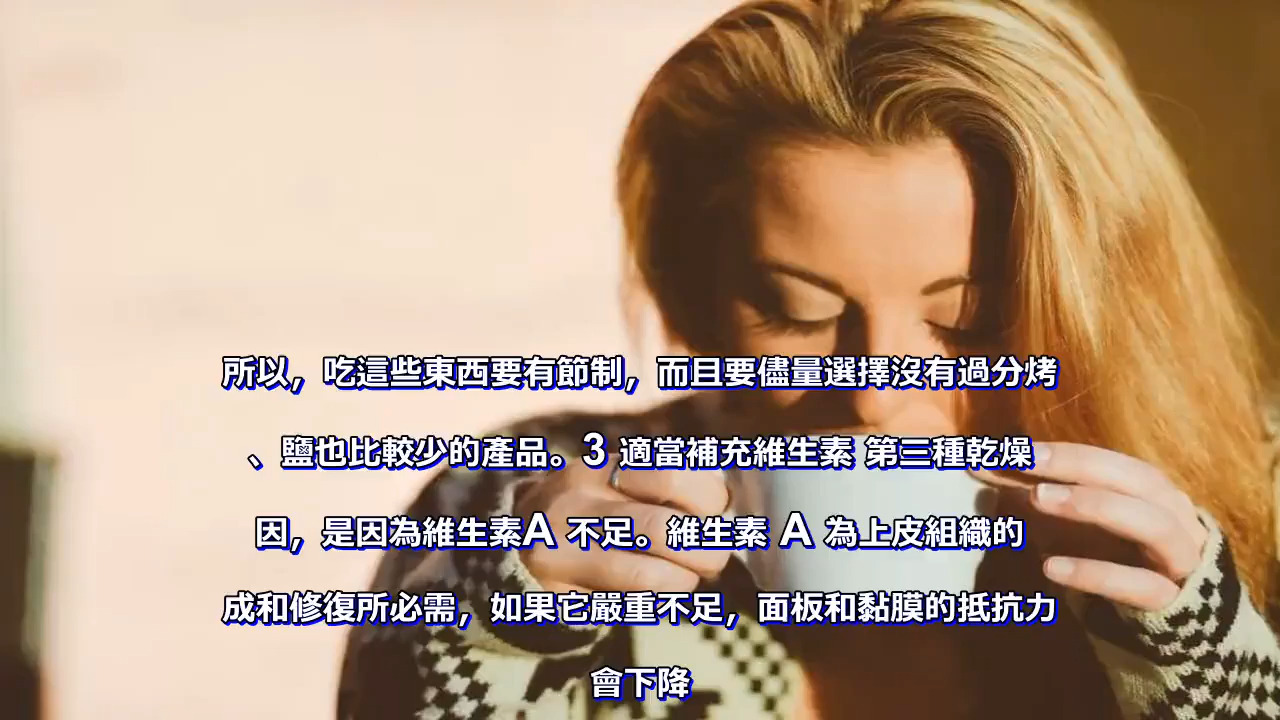 所以，吃這些東西要有節制，而且要儘量選擇沒有過分烤
、鹽也比較少的產品。3 適當補充維生素 第三種乾燥
因，是因為維生素A 不足。維生素 A 為上皮組織的
成和修復所必需，如果它嚴重不足，面板和黏膜的抵抗力
會下降